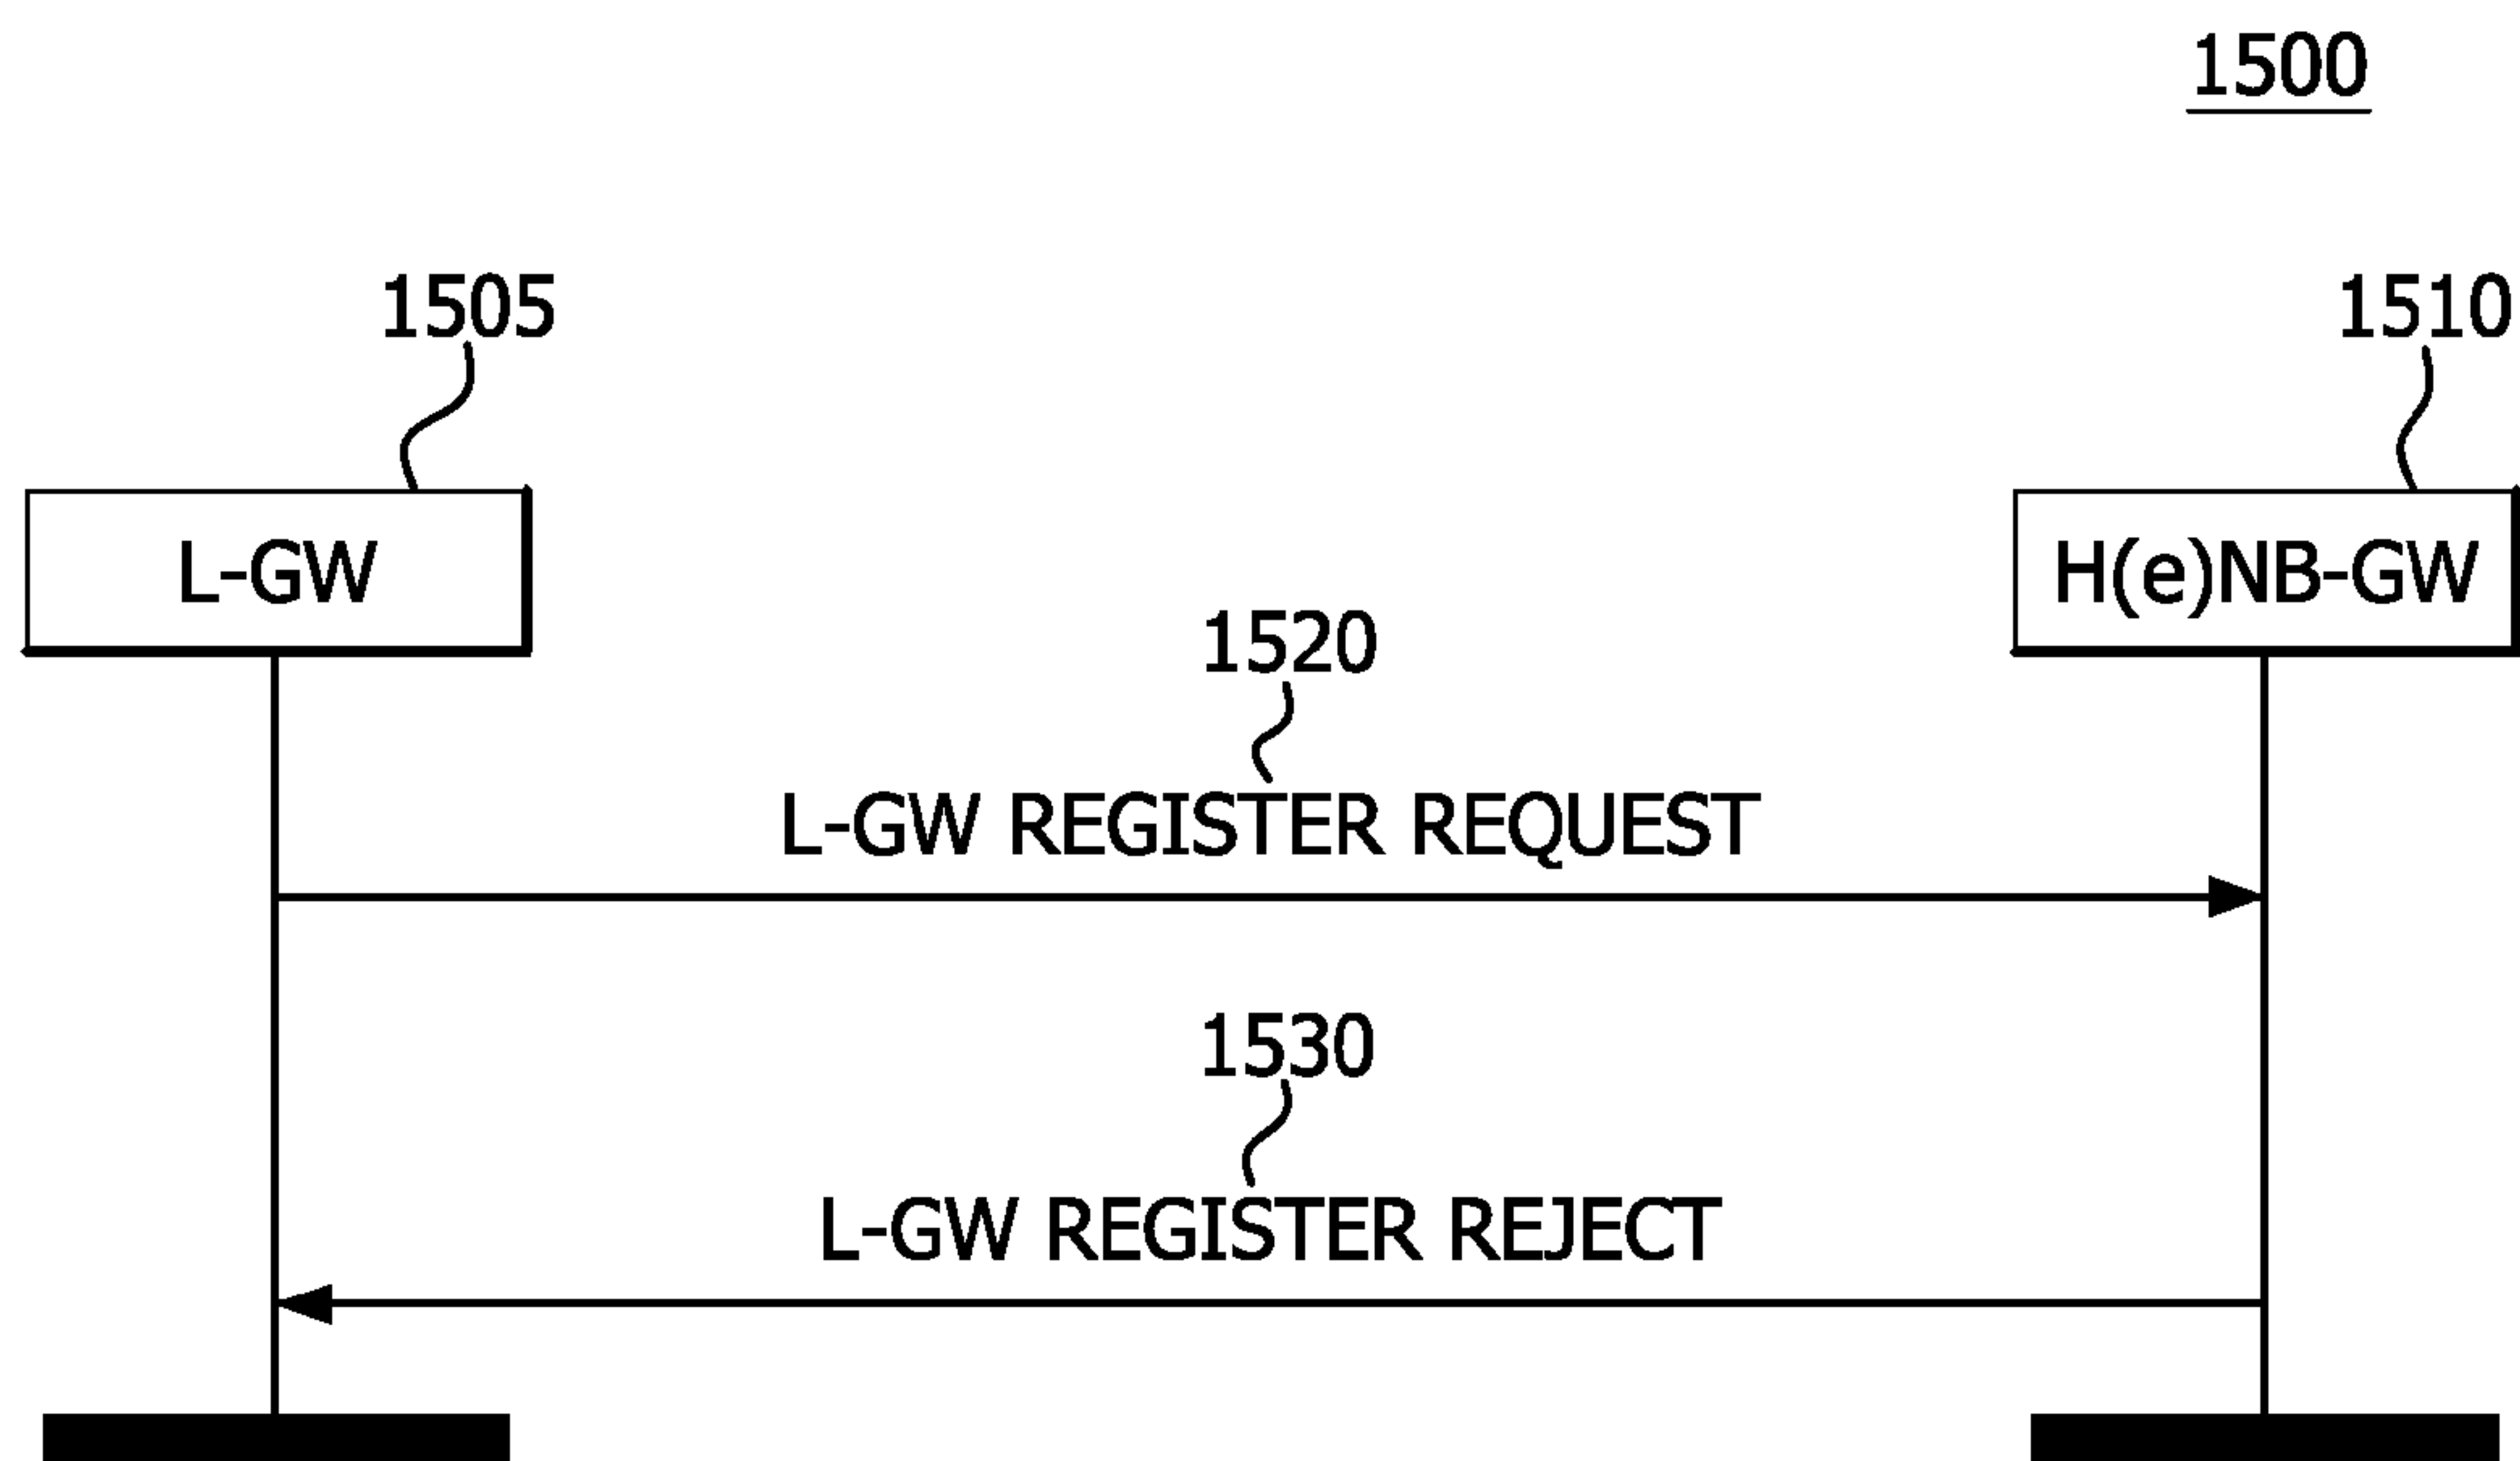 1500
1505
1510
L-GW
H(e)NB-GW
1520
L-GW REGISTER REQUEST
1530
L-GW REGISTER REJECT